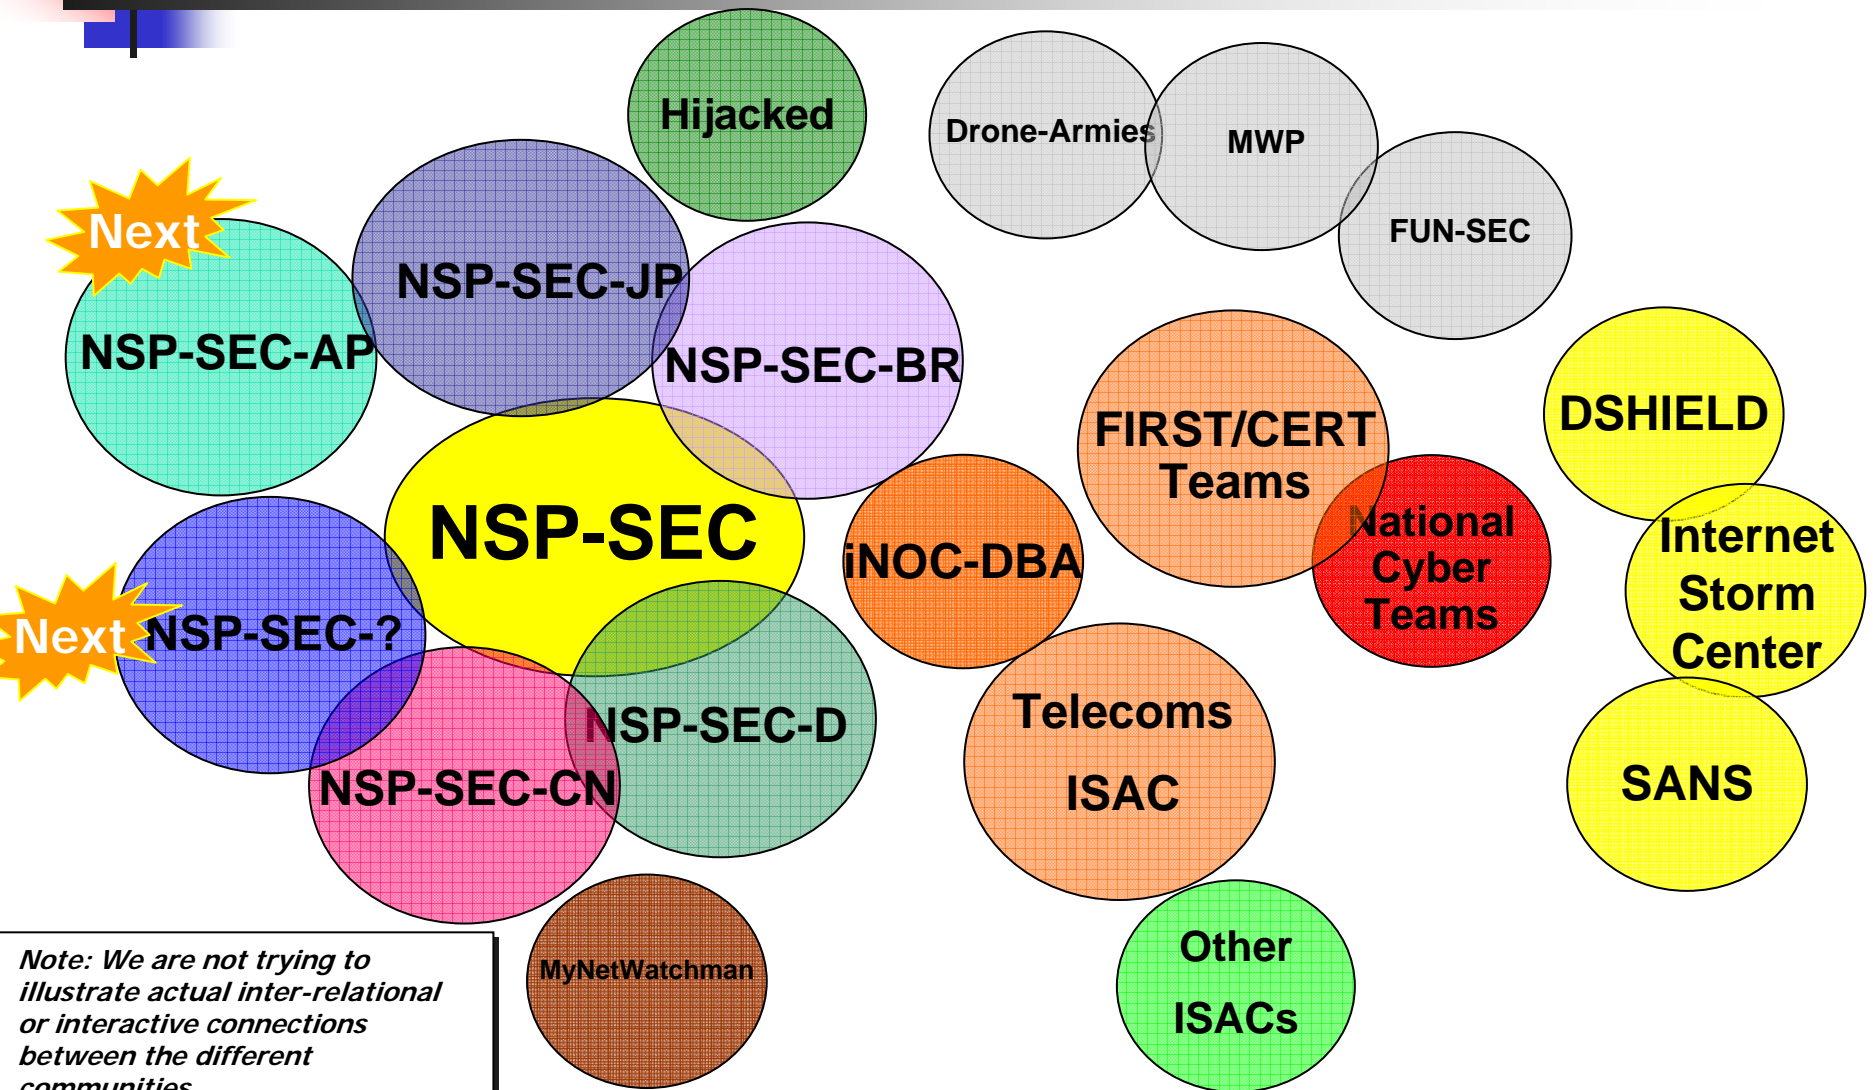 Hijacked
Drone-Armies
MWP
FUN-SEC
Next
NSP-SEC-JP
NSP-SEC-AP
NSP-SEC-BR
FIRST/CERT
Teams
DSHIELD
NSP-SEC
iNOC-DBA
National
Cyber
Teams
Internet
Storm
Center
Next
NSP-SEC-?
NSP-SEC-D
NSP-SEC-CN
Telecoms
ISAC
SANS
MyNetWatchman
Other
ISACs
Note: We are not trying to
illustrate actual inter-relational
or interactive connections
between the different
communities